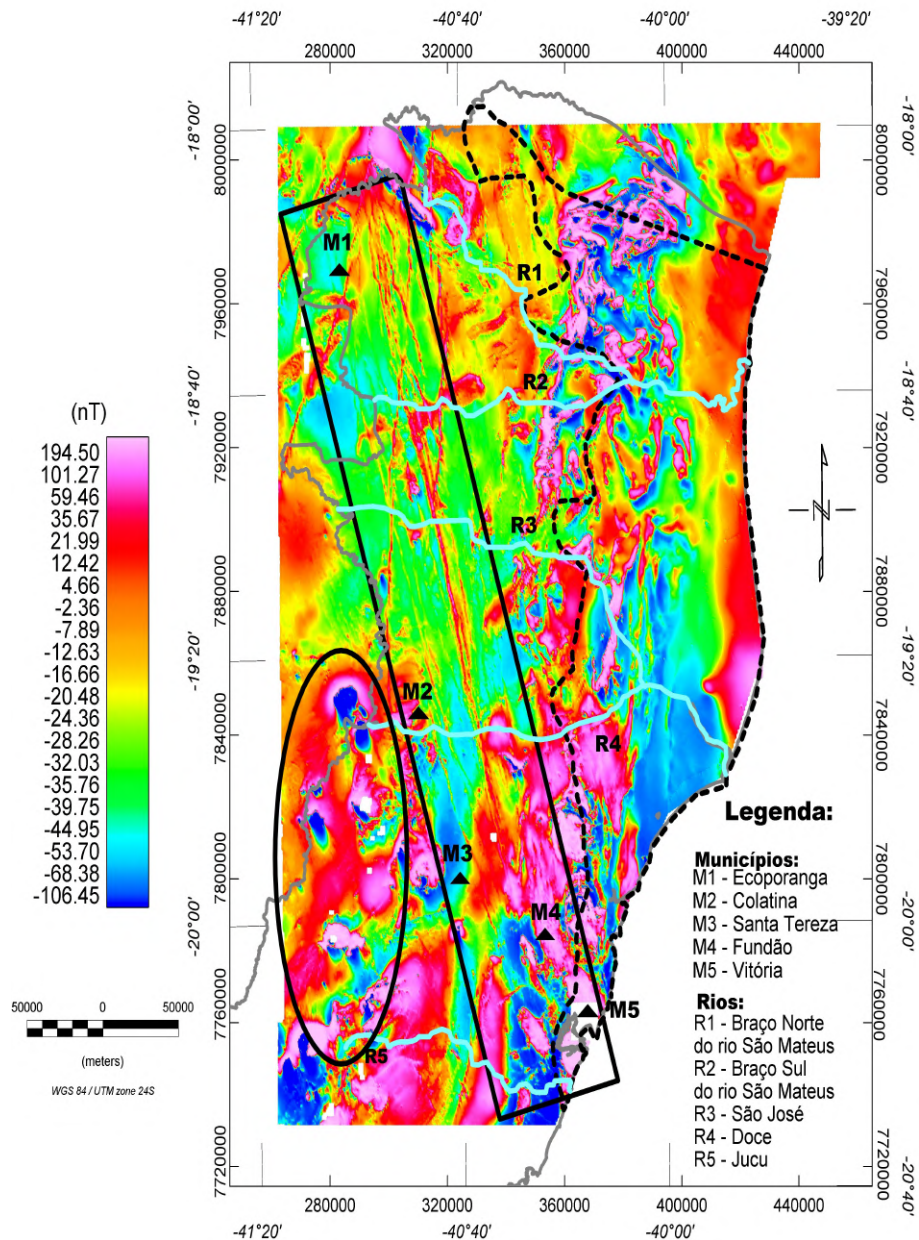 -41°20' -40°40' -40°00' -39°20'
280000 320000 360000 400000 440000
-18°00' -18°00'
8000000 8000000
M1
R1
7960000 7960000
-18°40' -18°40'
R2
(nT)
194.50
101.27
59.46
35.67
21.99
12.42
4.66
-2.36
-7.89
-13.66
-20.48
-24.36
-28.26
-32.03
-35.76
-39.75
-44.95
-53.70
-68.38
-106.45
7920000 7920000
N
R3
7880000 7880000
-19°20' -19°20'
M2
7840000 7840000
R4
M3
7800000 7800000
M4
-20°00' -20°00'
M5
7760000 7760000
R5
50000 0 50000
(meters)
WGS 84 / UTM zone 24S
Legenda:
Municípios:
M1 - Ecoporanga
M2 - Colatina
M3 - Santa Tereza
M4 - Fundão
M5 - Vitória
Rios:
R1 - Braço Norte
do rio São Mateus
R2 - Braço Sul
do rio São Mateus
R3 - São José
R4 - Doce
R5 - Jucu
7720000 7720000
-20°40'
280000 320000 360000 400000
-41°20' -40°40' -40°00'